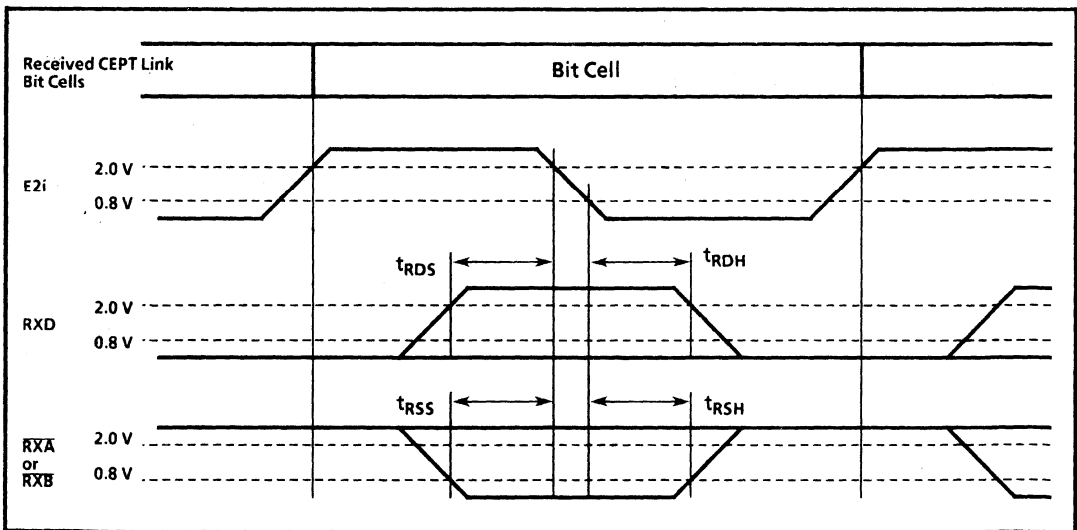 Received CEPT Link
Bit Cells
Bit Cell
E2i
2.0 V
0.8 V
tRDS
tRDH
RXD
2.0 V
0.8 V
tRSS
tRSH
RXA
or
RXB
2.0 V
0.8 V